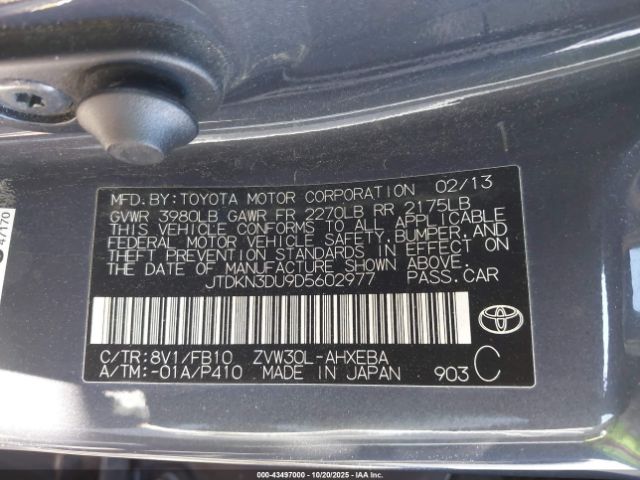 MFD. BY: TOYOTA MOTOR CORPORATION 02/13
GVWR 3980LB GAWR FR 2270LB RR 2175LB
THIS VEHICLE CONFORMS TO ALL APPLICABLE
FEDERAL MOTOR VEHICLE SAFETY, BUMPER, AND
THEFT PREVENTION STANDARDS IN EFFECT ON
THE DATE OF MANUFACTURE SHOWN ABOVE.
JTDKN3DU9D5602977 PASS. CAR
C/TR: 8V1/FB10 ZVW30L-AHXEBA
A/TM: -01A/P410 MADE IN JAPAN 903 C
47170
000-43497000 | 10/20/2025 - IAA Inc.